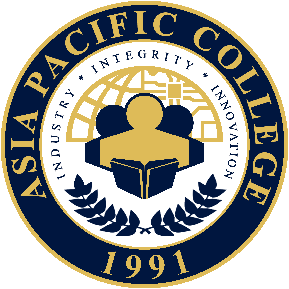 ASIA PACIFIC COLLEGE
INDUSTRY * INTEGRITY * INNOVATION
1991